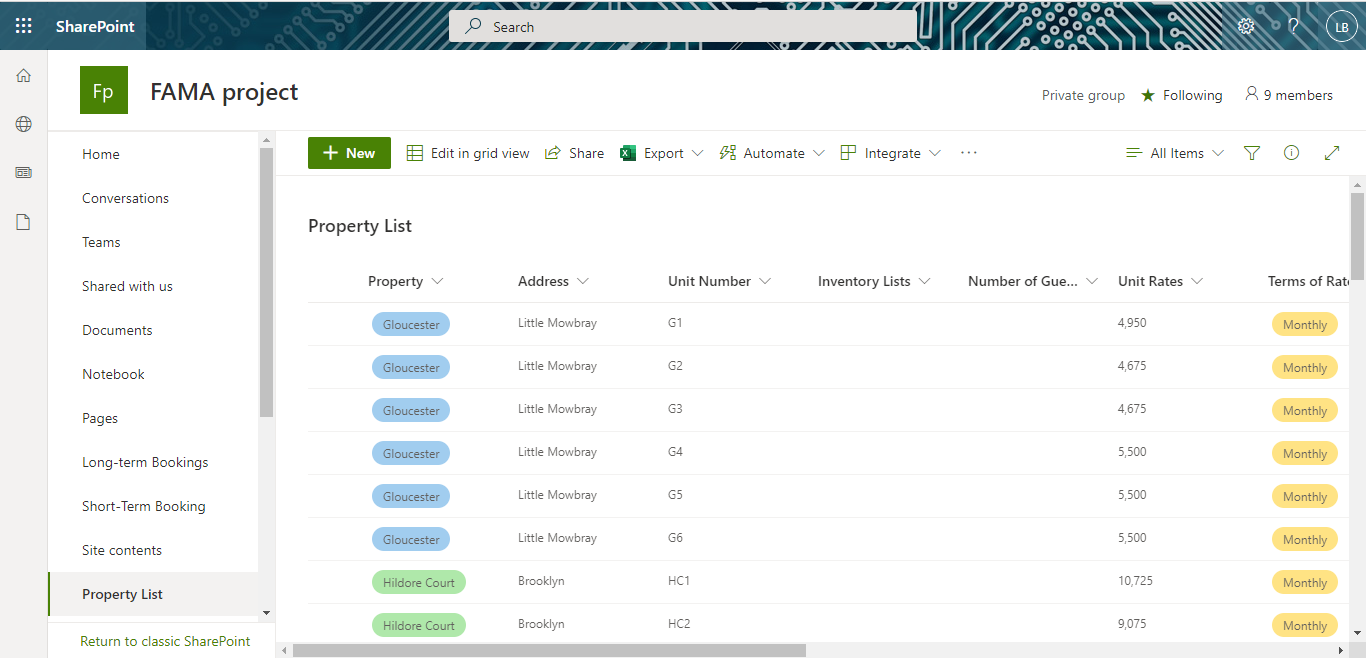 SharePoint
Search
LB
Fp
FAMA project
Private group
Following
9 members
Home
Conversations
Teams
Shared with us
Documents
Notebook
Pages
Long-term Bookings
Short-Term Booking
Site contents
Property List
Return to classic SharePoint
New
Edit in grid view
Share
Export
Automate
Integrate
...
All Items
Property List
Property Address Unit Number Inventory Lists Number of Gue... Unit Rates Terms of Rate
Gloucester Little Mowbray G1 4,950 Monthly
Gloucester Little Mowbray G2 4,675 Monthly
Gloucester Little Mowbray G3 4,675 Monthly
Gloucester Little Mowbray G4 5,500 Monthly
Gloucester Little Mowbray G5 5,500 Monthly
Gloucester Little Mowbray G6 5,500 Monthly
Hildore Court Brooklyn HC1 10,725 Monthly
Hildore Court Brooklyn HC2 9,075 Monthly